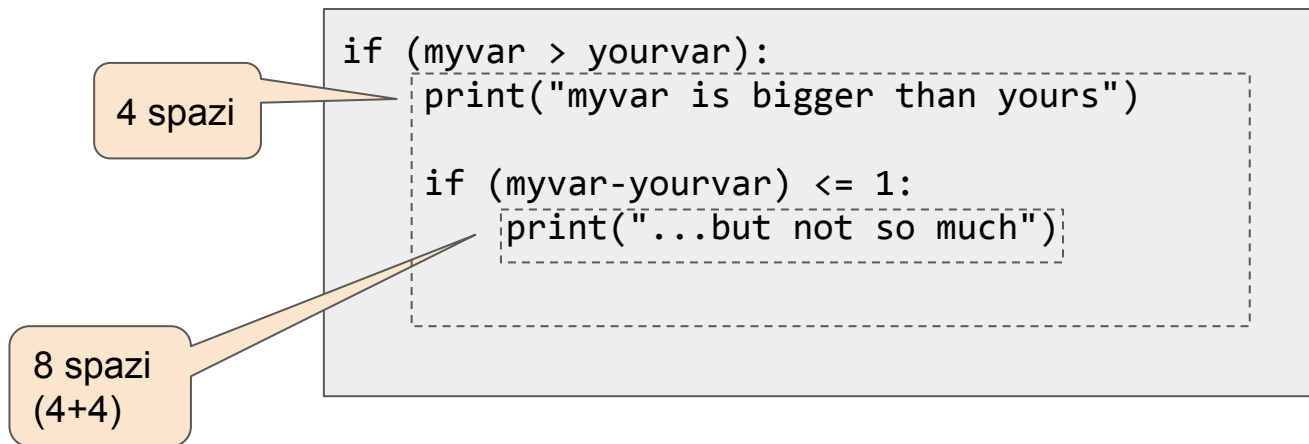 if (myvar > yourvar):
4 spazi
print("myvar is bigger than yours")
if (myvar-yourvar) <= 1:
print("...but not so much")
8 spazi
(4+4)